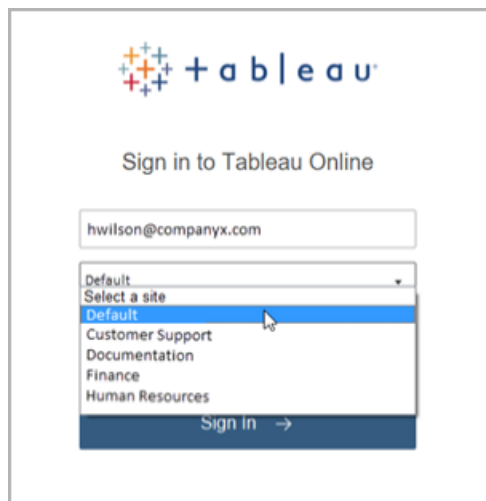 +ableau
Sign in to Tableau Online
hwilson@companyx.com
Default
Select a site
Default
Customer Support
Documentation
Finance
Human Resources
Sign In →